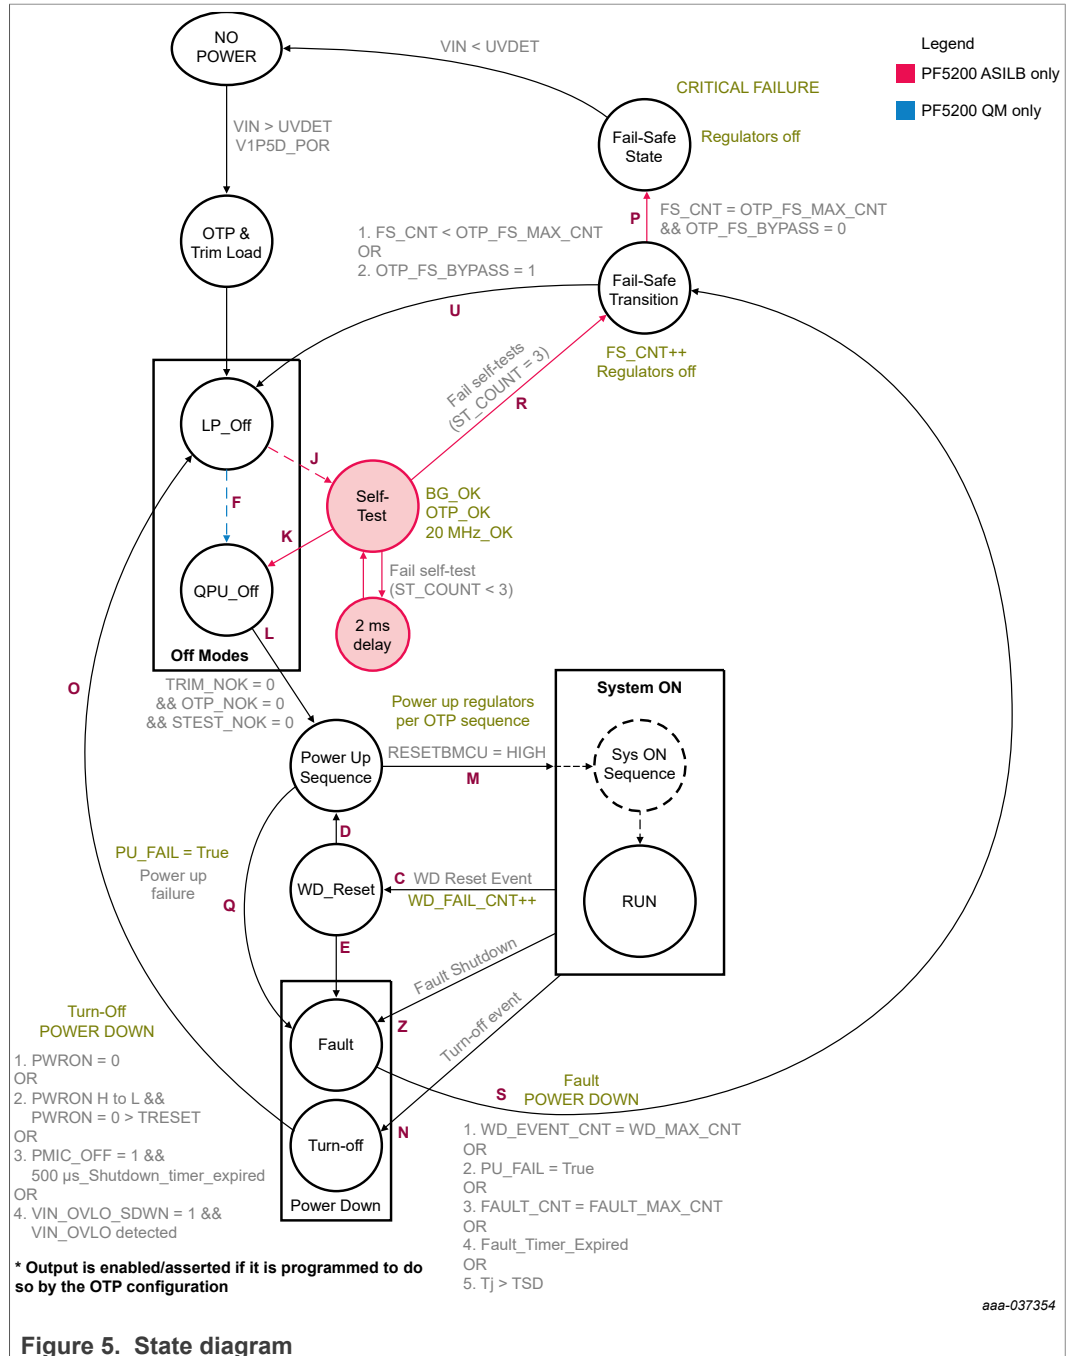 NO
POWER
VIN < UVDET
Legend
PF5200 ASILB only
PF5200 QM only
CRITICAL FAILURE
VIN > UVDET
V1P5D_POR
Fail-Safe
State
Regulators off
P
FS_CNT = OTP_FS_MAX_CNT
&& OTP_FS_BYPASS = 0
OTP &
Trim Load
1. FS_CNT < OTP_FS_MAX_CNT
OR
2. OTP_FS_BYPASS = 1
Fail-Safe
Transition
U
FS_CNT++
Regulators off
Fail self-tests
(ST_COUNT = 3)
R
LP_Off
J
F
Self-
Test
BG_OK
OTP_OK
20 MHz_OK
K
QPU_Off
Fail self-test
(ST_COUNT < 3)
2 ms
delay
L
Off Modes
O
TRIM_NOK = 0
&& OTP_NOK = 0
&& STEST_NOK = 0
Power up regulators
per OTP sequence
System ON
Power Up
Sequence
RESETBMCU = HIGH
M
Sys ON
Sequence
D
PU_FAIL = True
Power up
failure
Q
WD_Reset
C WD Reset Event
WD_FAIL_CNT++
RUN
E
Fault Shutdown
Z
Turn-off event
Fault
Turn-Off
POWER DOWN
1. PWRON = 0
OR
2. PWRON H to L &&
PWRON = 0 > TRESET
OR
3. PMIC_OFF = 1 &&
500 µs_Shutdown_timer_expired
OR
4. VIN_OVLO_SDWN = 1 &&
VIN_OVLO detected
S
Fault
POWER DOWN
N
Turn-off
Power Down
1. WD_EVENT_CNT = WD_MAX_CNT
OR
2. PU_FAIL = True
OR
3. FAULT_CNT = FAULT_MAX_CNT
OR
4. Fault_Timer_Expired
OR
5. Tj > TSD
* Output is enabled/asserted if it is programmed to do
so by the OTP configuration
aaa-037354
Figure 5. State diagram